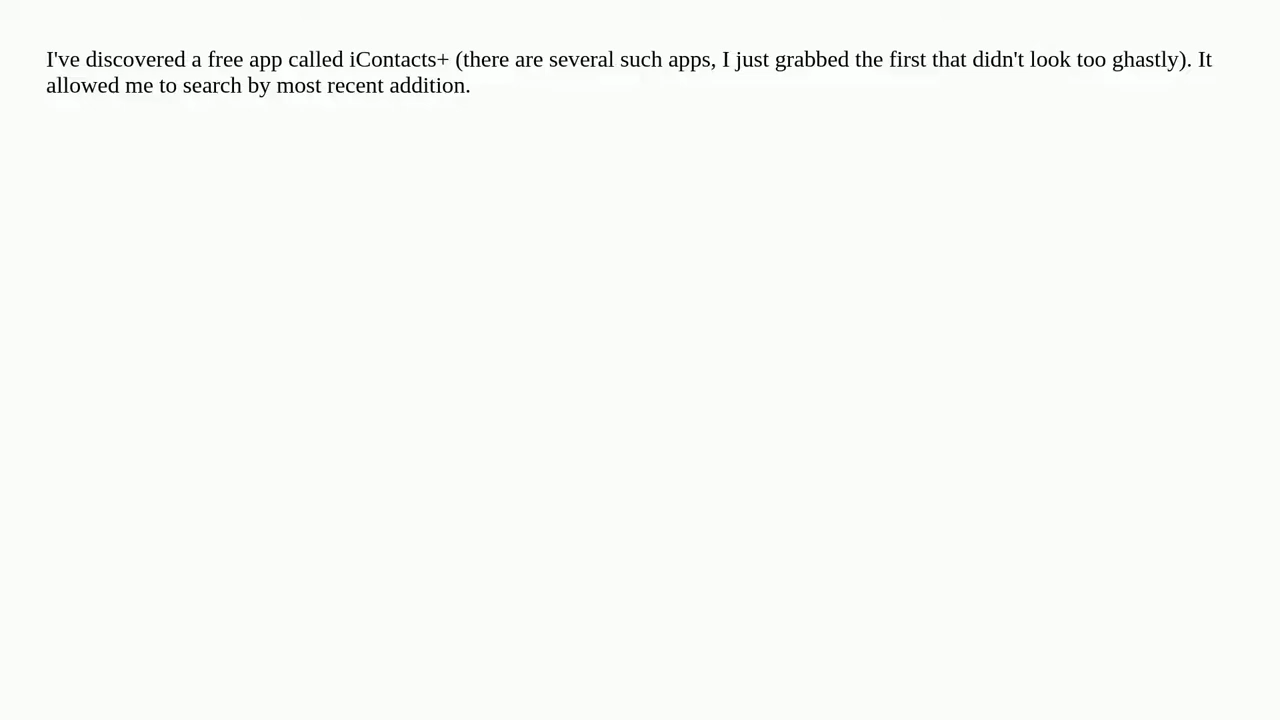 I've discovered a free app called iContacts+ (there are several such apps, I just grabbed the first that didn't look too ghastly). It
allowed me to search by most recent addition.